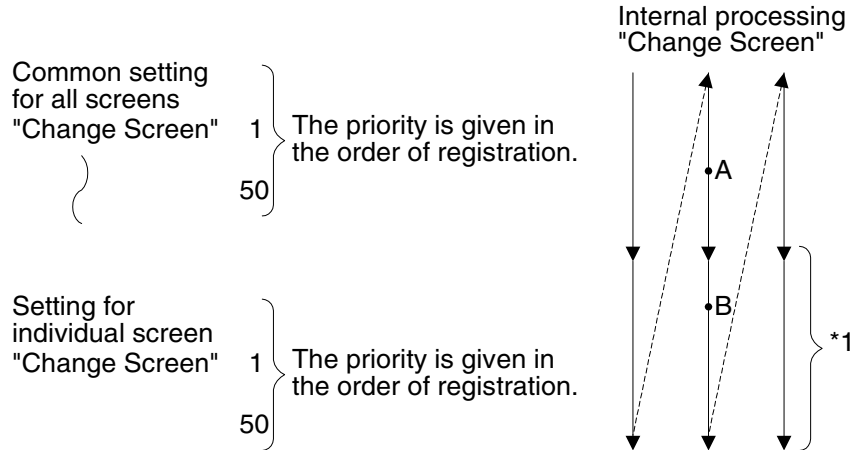 Internal processing
"Change Screen"
Common setting
for all screens
"Change Screen"
1
50
The priority is given in
the order of registration.
A
B
Setting for
individual screen
"Change Screen"
1
50
The priority is given in
the order of registration.
*1